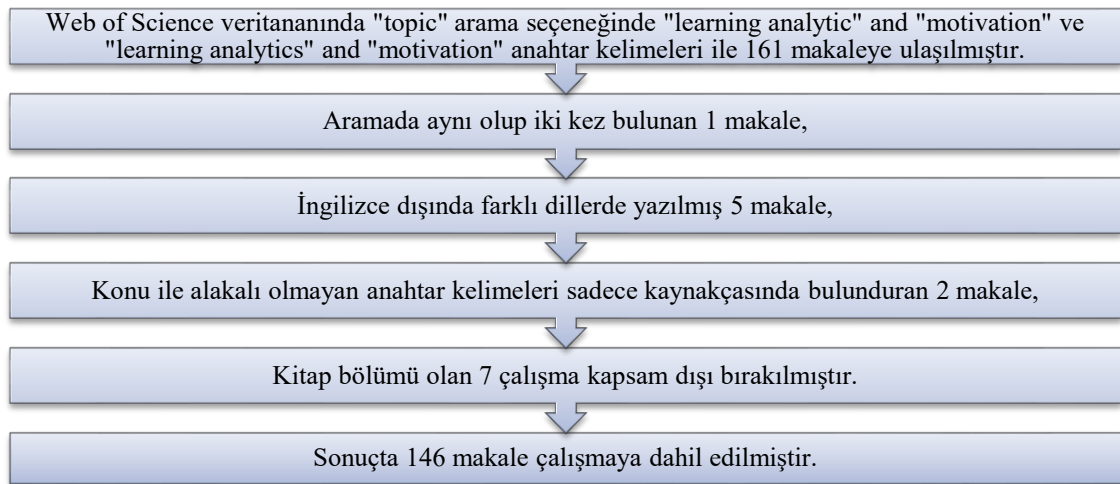 Web of Science veritananında "topic" arama seçeneğinde "learning analytic" and "motivation" ve
"learning analytics" and "motivation" anahtar kelimeleri ile 161 makaleye ulaşılmıştır.
Aramada aynı olup iki kez bulunan 1 makale,
İngilizce dışında farklı dillerde yazılmış 5 makale,
Konu ile alakalı olmayan anahtar kelimeleri sadece kaynakçasında bulunduran 2 makale,
Kitap bölümü olan 7 çalışma kapsam dışı bırakılmıştır.
Sonuçta 146 makale çalışmaya dahil edilmiştir.